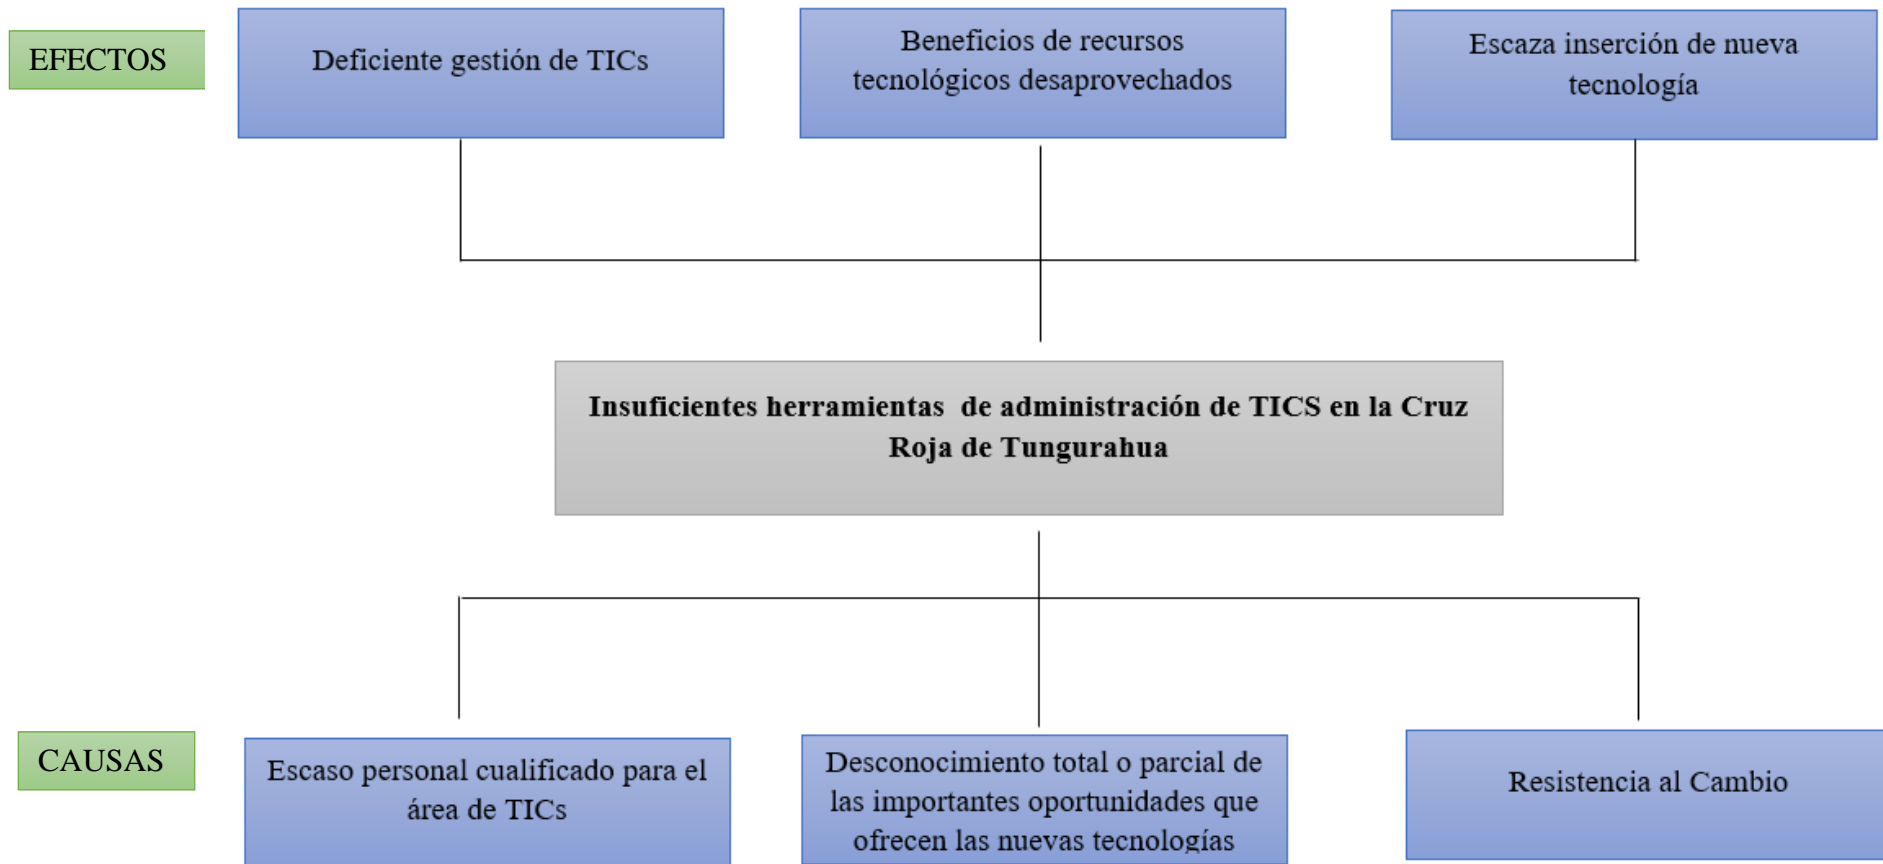 EFECTOS
Deficiente gestión de TICs
Beneficios de recursos
tecnológicos desaprovechados
Escaza inserción de nueva
tecnología
Insuficientes herramientas  de administración de TICS en la Cruz
Roja de Tungurahua
CAUSAS
Escaso personal cualificado para el
área de TICs
Desconocimiento total o parcial de
las importantes oportunidades que
ofrecen las nuevas tecnologías
Resistencia al Cambio